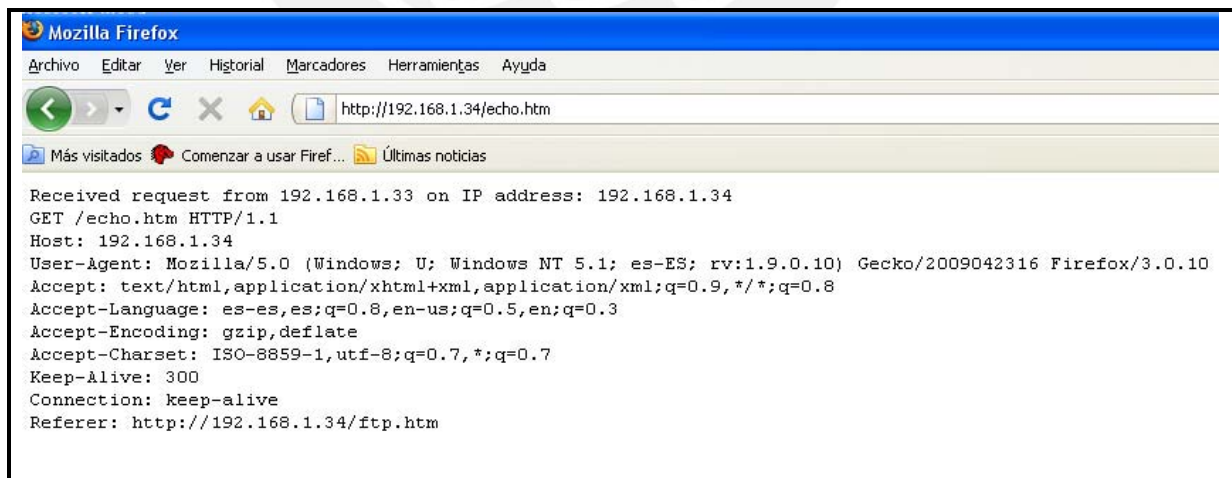 Mozilla Firefox
Archivo Editar Ver Historial Marcadores Herramientas Ayuda
http://192.168.1.34/echo.htm
Más visitados Comenzar a usar Firef... Últimas noticias
Received request from 192.168.1.33 on IP address: 192.168.1.34
GET /echo.htm HTTP/1.1
Host: 192.168.1.34
User-Agent: Mozilla/5.0 (Windows; U; Windows NT 5.1; es-ES; rv:1.9.0.10) Gecko/2009042316 Firefox/3.0.10
Accept: text/html,application/xhtml+xml,application/xml;q=0.9,*/*;q=0.8
Accept-Language: es-es,es;q=0.8,en-us;q=0.5,en;q=0.3
Accept-Encoding: gzip,deflate
Accept-Charset: ISO-8859-1,utf-8;q=0.7,*;q=0.7
Keep-Alive: 300
Connection: keep-alive
Referer: http://192.168.1.34/ftp.htm